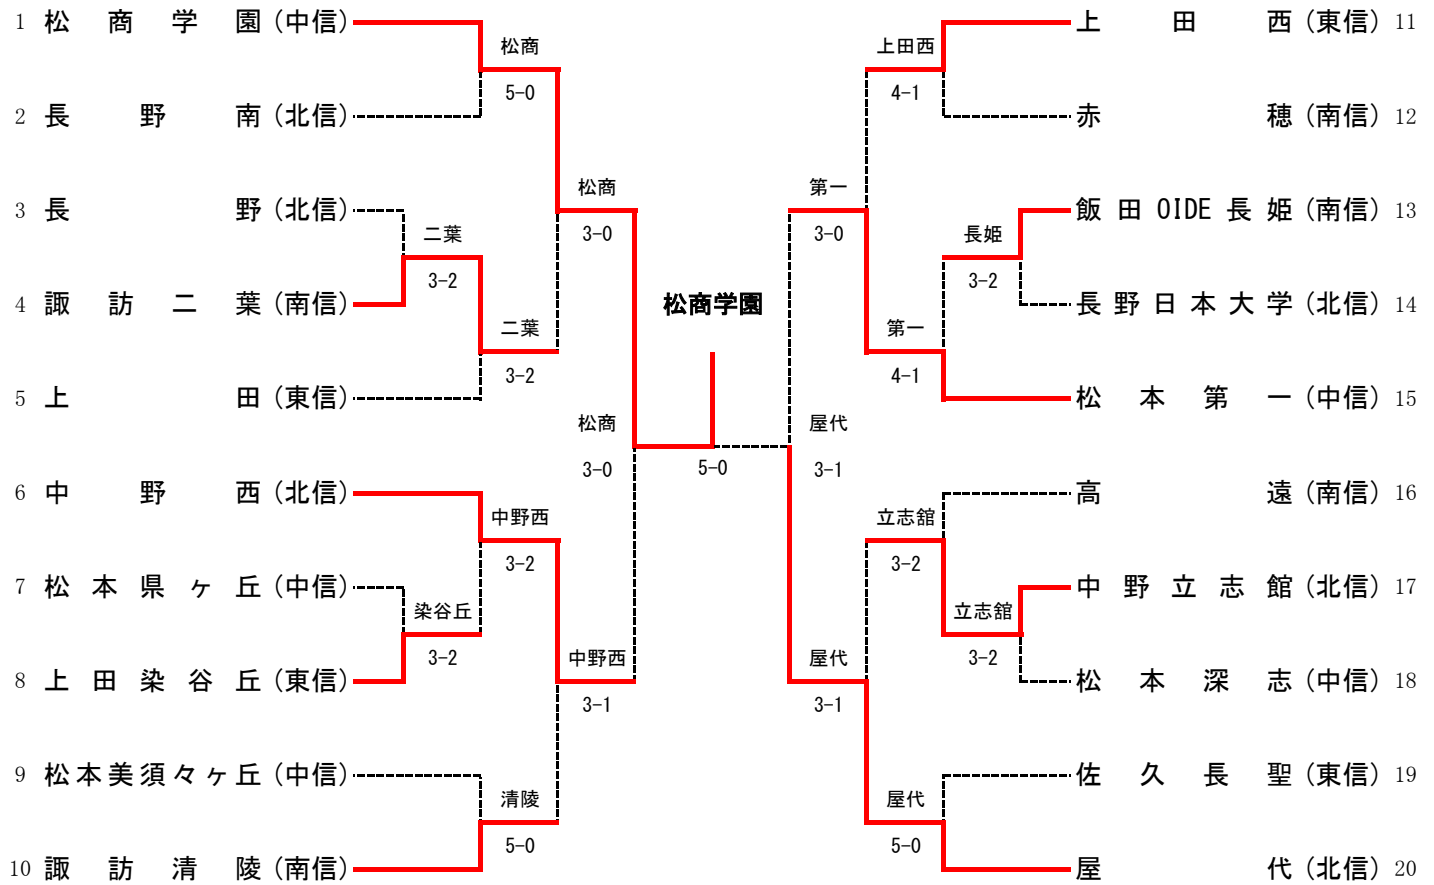 1 松商学園(中信) 上田西(東信) 11
松商 上田西
5-0 4-1
2 長野南(北信) 赤穂(南信) 12
松商 第一
3 長野(北信) 飯田OIDE長姫(南信) 13
二葉 3-0 3-0 長姫
3-2 3-2
4 諏訪二葉(南信) 松商学園 長野日本大学(北信) 14
二葉 第一
3-2 4-1
5 上田(東信) 松本第一(中信) 15
松商 屋代
3-0 5-0 3-1
6 中野西(北信) 高遠(南信) 16
中野西 立志舘
3-2 3-2
7 松本県ヶ丘(中信) 中野立志館(北信) 17
染谷丘 立志舘
3-2 中野西 屋代 3-2
8 上田染谷丘(東信) 松本深志(中信) 18
3-1 3-1
9 松本美須々ヶ丘(中信) 佐久長聖(東信) 19
清陵 屋代
5-0 5-0
10 諏訪清陵(南信) 屋代(北信) 20